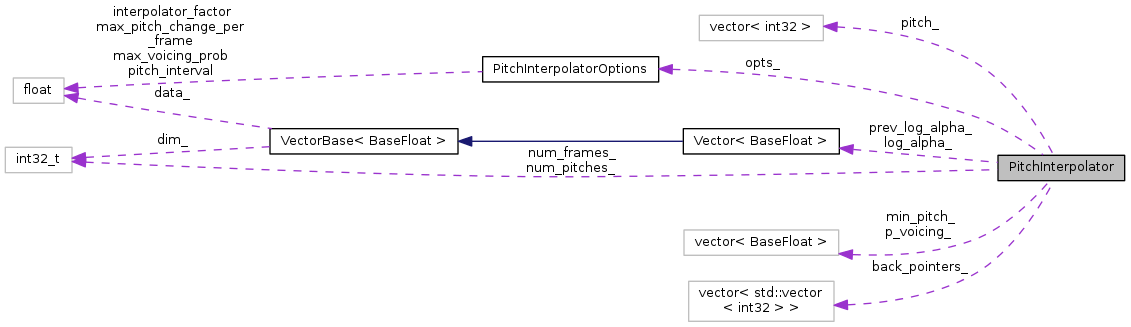 interpolator_factor
max_pitch_change_per
_frame
max_voicing_prob
pitch_interval
vector< int32 >
pitch_
PitchInterpolatorOptions
opts_
float
data_
VectorBase< BaseFloat >
Vector< BaseFloat >
prev_log_alpha_
log_alpha_
dim_
int32_t
num_frames_
num_pitches_
PitchInterpolator
min_pitch_
p_voicing_
vector< BaseFloat >
back_pointers_
vector< std::vector
< int32 > >